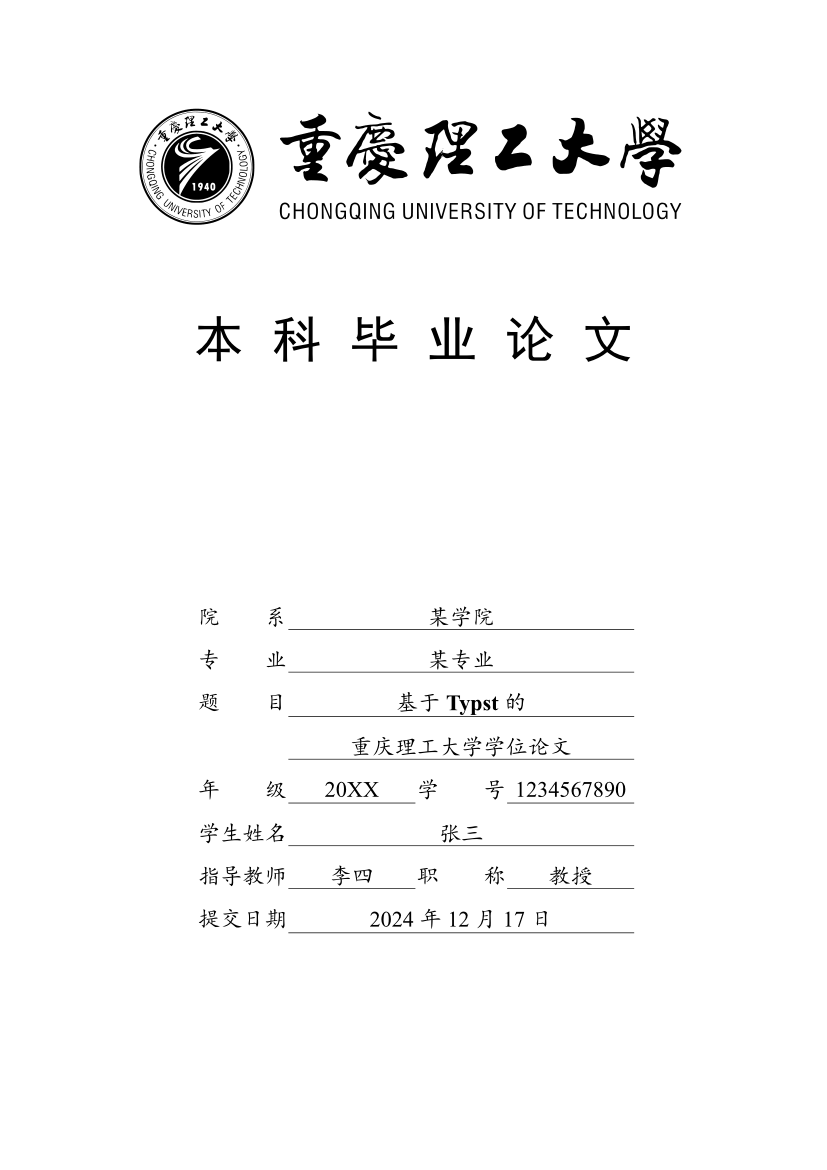 重慶理工大學
CHONGQING UNIVERSITY OF TECHNOLOGY
1940
重慶理工大學
CHONGQING UNIVERSITY OF TECHNOLOGY
本科毕业论文
院 系 某学院
专 业 某专业
题 目 基于 Typst 的
重庆理工大学学位论文
年 级 20XX 学 号 1234567890
学生姓名 张三
指导教师 李四 职 称 教授
提交日期 2024 年 12 月 17 日